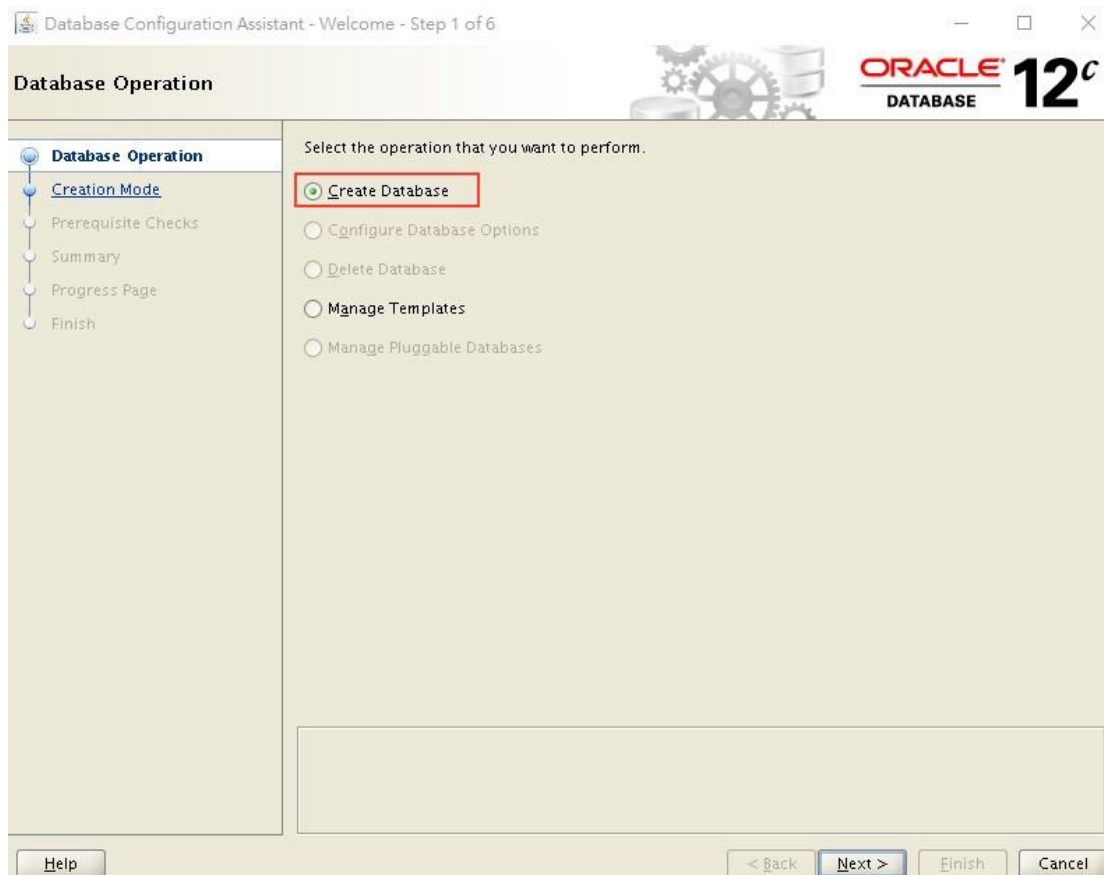 Database Configuration Assistant - Welcome - Step 1 of 6
Database Operation
ORACLE
DATABASE
12c
Database Operation
Creation Mode
Prerequisite Checks
Summary
Progress Page
Finish
Select the operation that you want to perform.
Create Database
Configure Database Options
Delete Database
Manage Templates
Manage Pluggable Databases
Help
< Back
Next >
Finish
Cancel